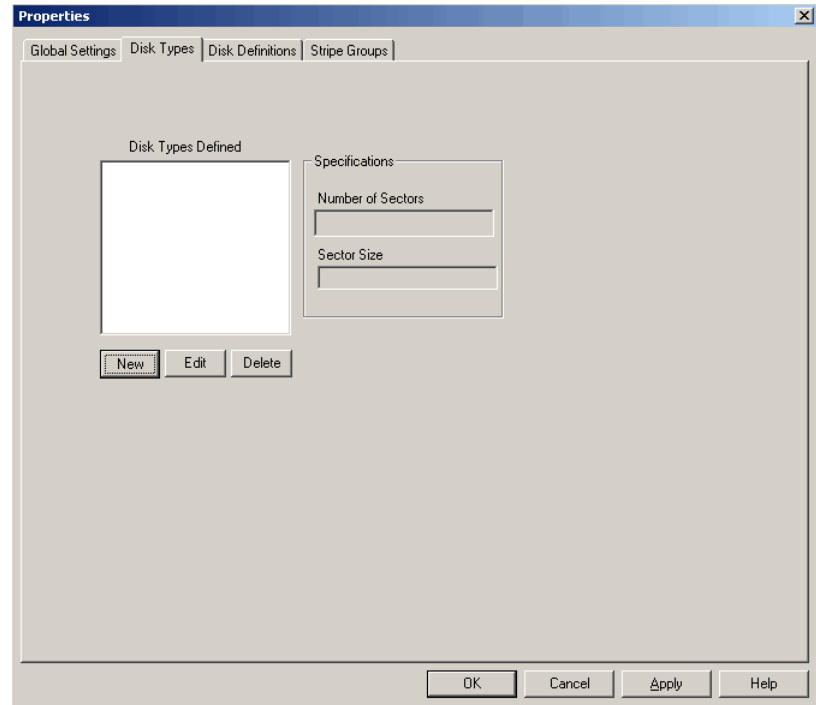 Properties
Global Settings Disk Types Disk Definitions Stripe Groups
Disk Types Defined
Specifications
Number of Sectors
Sector Size
New Edit Delete
OK Cancel Apply Help